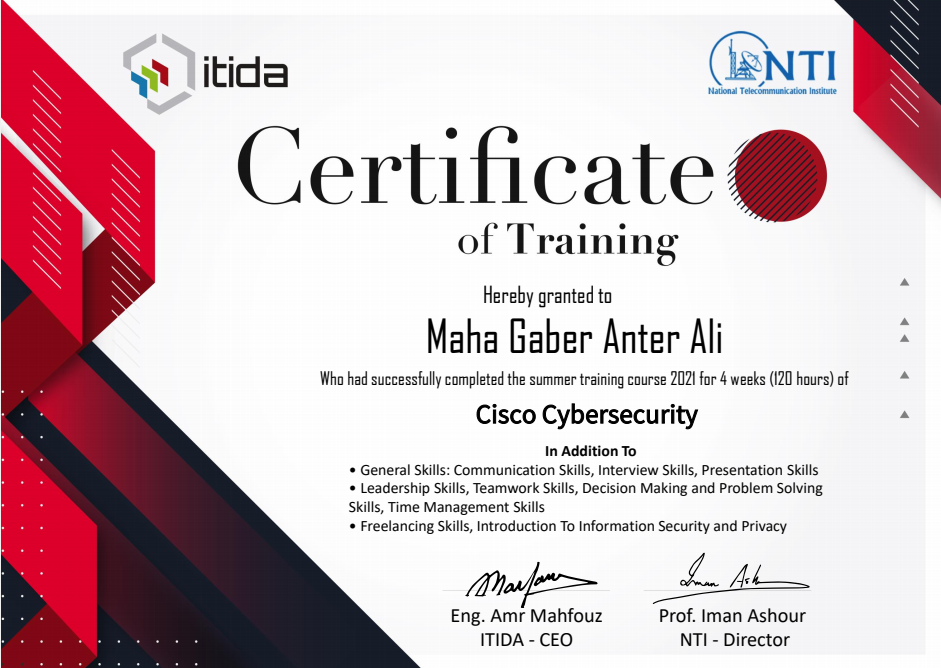 itida
NTI
National Telecommunication Institute
Certificate
of Training
Hereby granted to
Maha Gaber Anter Ali
Who had successfully completed the summer training course 2021 for 4 weeks (120 hours) of
Cisco Cybersecurity
In Addition To
• General Skills: Communication Skills, Interview Skills, Presentation Skills
• Leadership Skills, Teamwork Skills, Decision Making and Problem Solving
Skills, Time Management Skills
• Freelancing Skills, Introduction To Information Security and Privacy
Iman Ash
Eng. Amr Mahfouz
ITIDA - CEO
Prof. Iman Ashour
NTI - Director